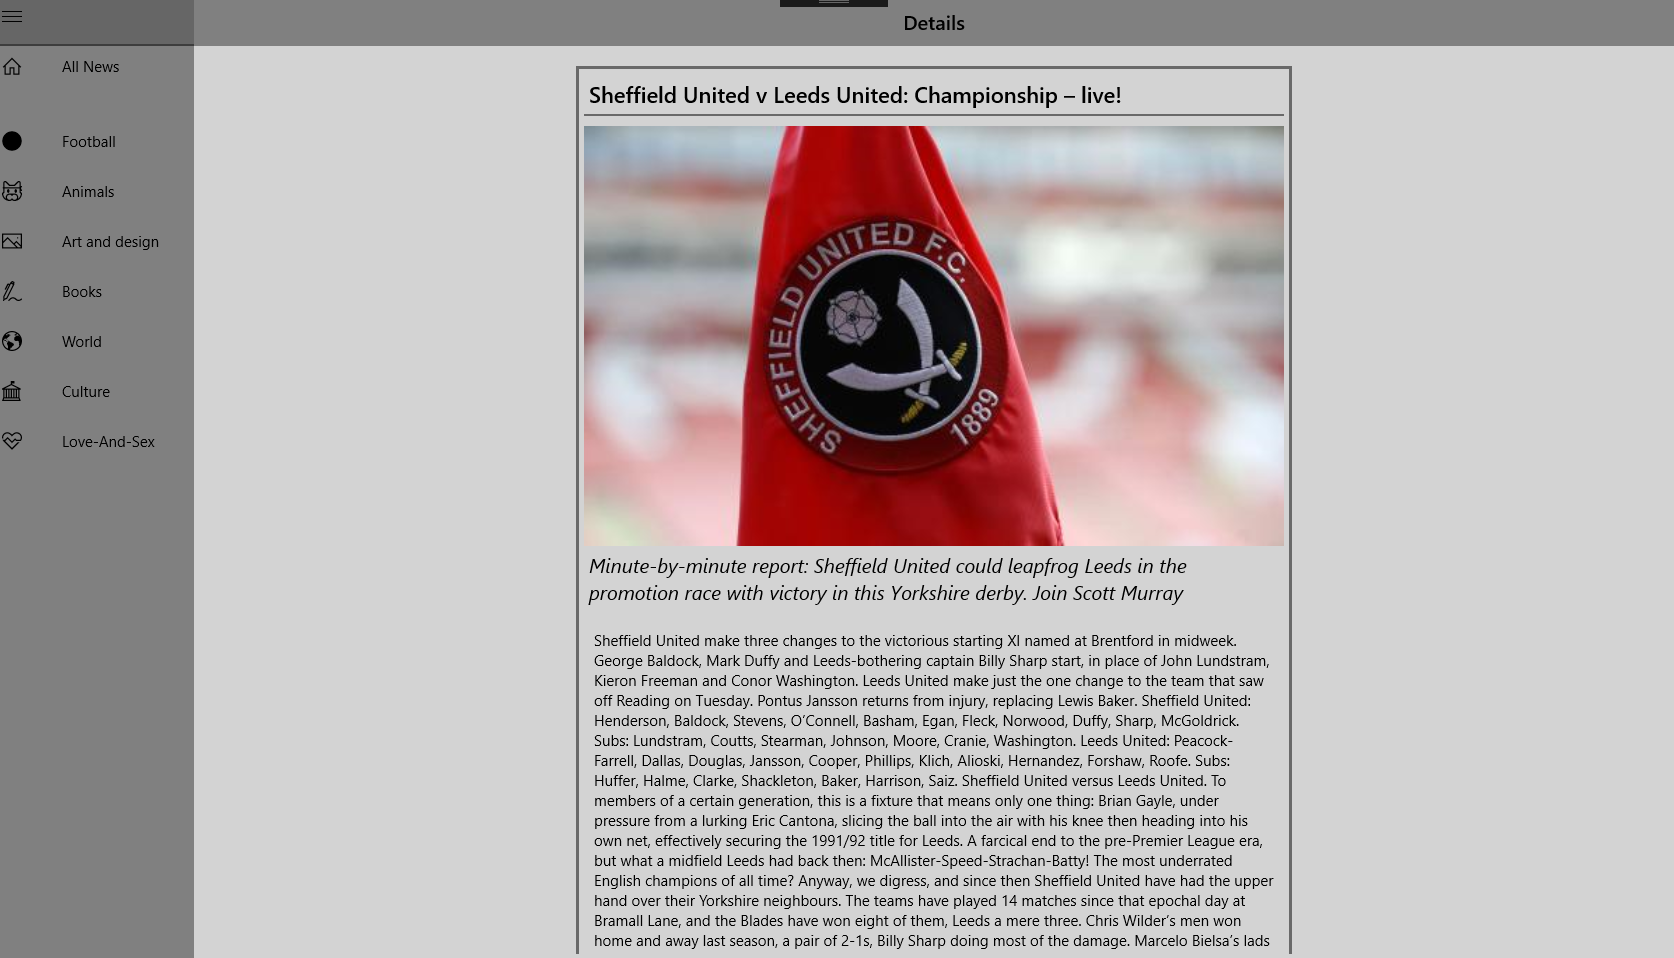 Details
All News
Football
Animals
Art and design
Books
World
Culture
Love-And-Sex
Sheffield United v Leeds United: Championship – live!
SHEFFIELD UNITED F.C.
1889
Minute-by-minute report: Sheffield United could leapfrog Leeds in the
promotion race with victory in this Yorkshire derby. Join Scott Murray
Sheffield United make three changes to the victorious starting XI named at Brentford in midweek.
George Baldock, Mark Duffy and Leeds-bothering captain Billy Sharp start, in place of John Lundstram,
Kieron Freeman and Conor Washington. Leeds United make just the one change to the team that saw
off Reading on Tuesday. Pontus Jansson returns from injury, replacing Lewis Baker. Sheffield United:
Henderson, Baldock, Stevens, O’Connell, Basham, Egan, Fleck, Norwood, Duffy, Sharp, McGoldrick.
Subs: Lundstram, Coutts, Stearman, Johnson, Moore, Cranie, Washington. Leeds United: Peacock-
Farrell, Dallas, Douglas, Jansson, Cooper, Phillips, Klich, Alioski, Hernandez, Forshaw, Roofe. Subs:
Huffer, Halme, Clarke, Shackleton, Baker, Harrison, Saiz. Sheffield United versus Leeds United. To
members of a certain generation, this is a fixture that means only one thing: Brian Gayle, under
pressure from a lurking Eric Cantona, slicing the ball into the air with his knee then heading into his
own net, effectively securing the 1991/92 title for Leeds. A farcical end to the pre-Premier League era,
but what a midfield Leeds had back then: McAllister-Speed-Strachan-Batty! The most underrated
English champions of all time? Anyway, we digress, and since then Sheffield United have had the upper
hand over their Yorkshire neighbours. The teams have played 14 matches since that epochal day at
Bramall Lane, and the Blades have won eight of them, Leeds a mere three. Chris Wilder’s men won
home and away last season, a pair of 2-1s, Billy Sharp doing most of the damage. Marcelo Bielsa’s lads